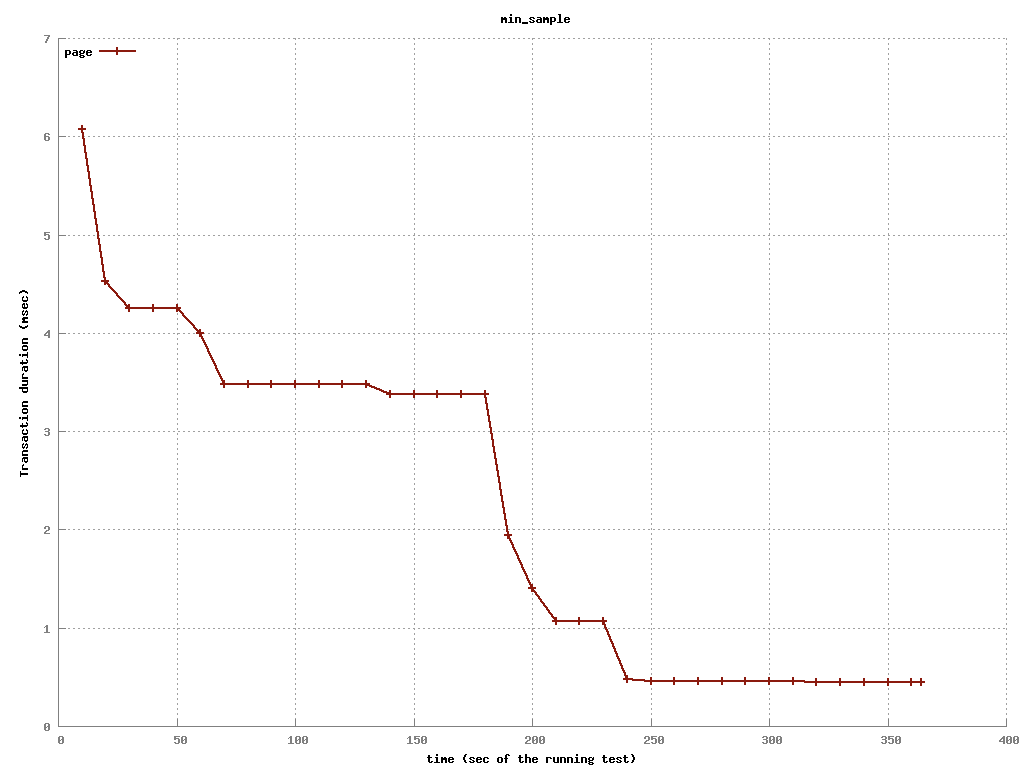 min_sample
7
page
6
5
4
3
2
1
0
Transaction duration (msec)
0 50 100 150 200 250 300 350 400
time (sec of the running test)